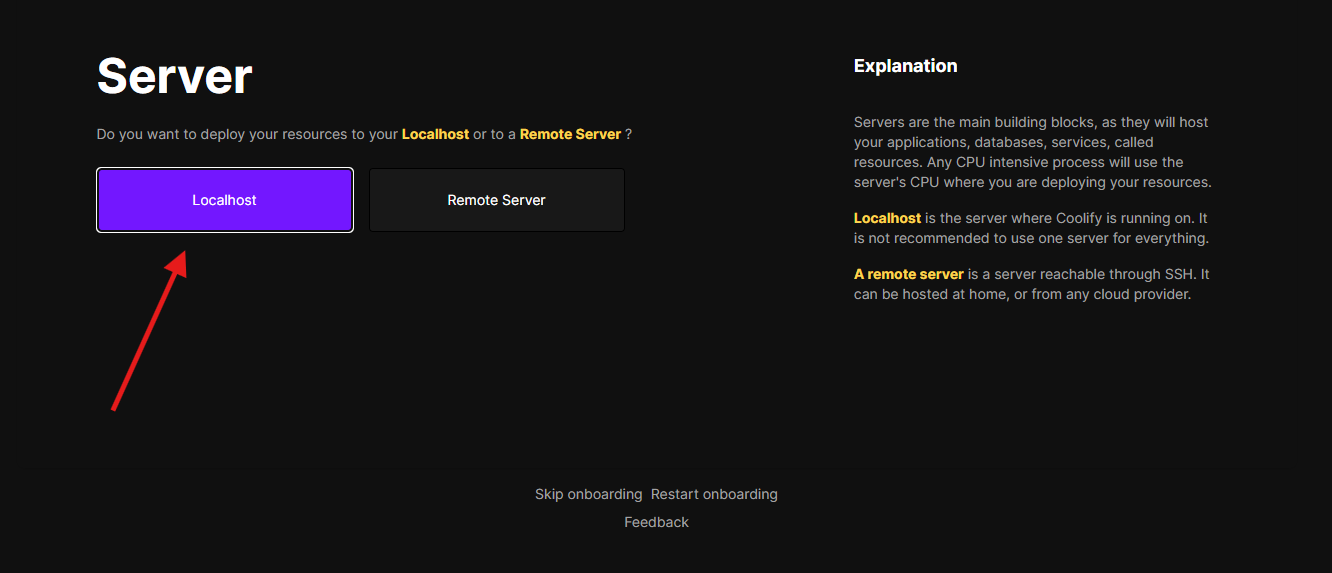 Server
Do you want to deploy your resources to your Localhost or to a Remote Server ?
Localhost
Remote Server
Explanation
Servers are the main building blocks, as they will host
your applications, databases, services, called
resources. Any CPU intensive process will use the
server's CPU where you are deploying your resources.
Localhost is the server where Coolify is running on. It
is not recommended to use one server for everything.
A remote server is a server reachable through SSH. It
can be hosted at home, or from any cloud provider.
Skip onboarding Restart onboarding
Feedback